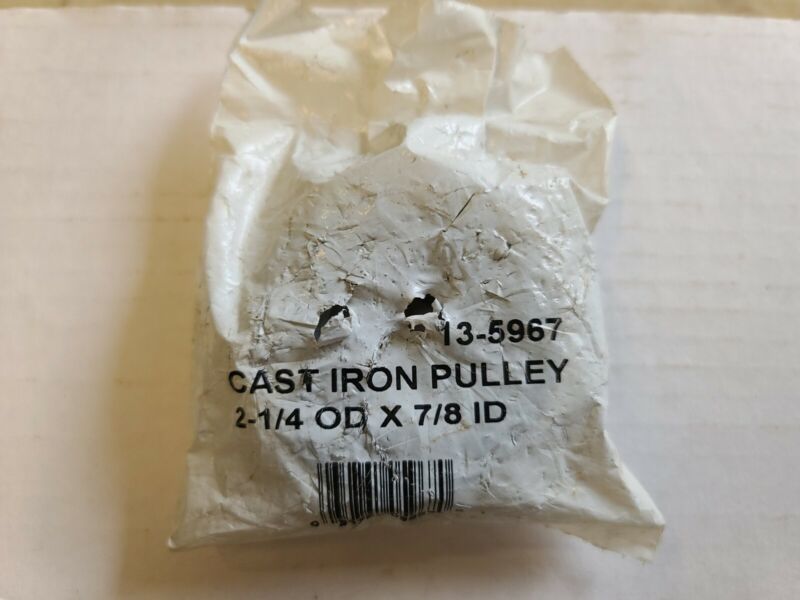 13-5967
CAST IRON PULLEY
2-1/4 OD X 7/8 ID